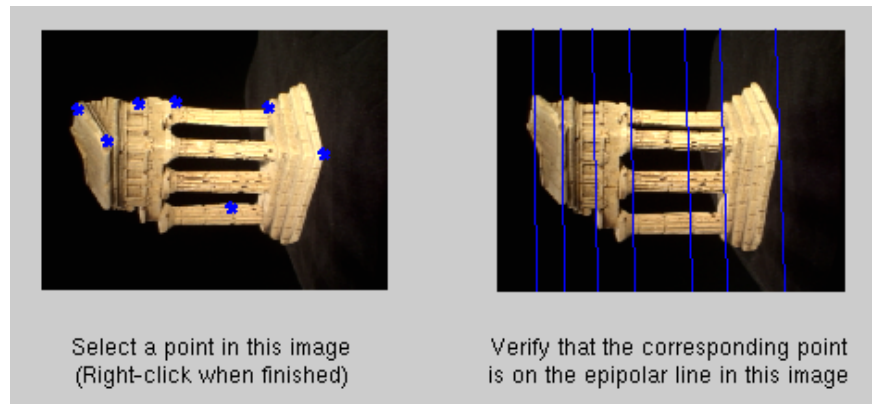 Select a point in this image
(Right-click when finished)
Verify that the corresponding point
is on the epipolar line in this image